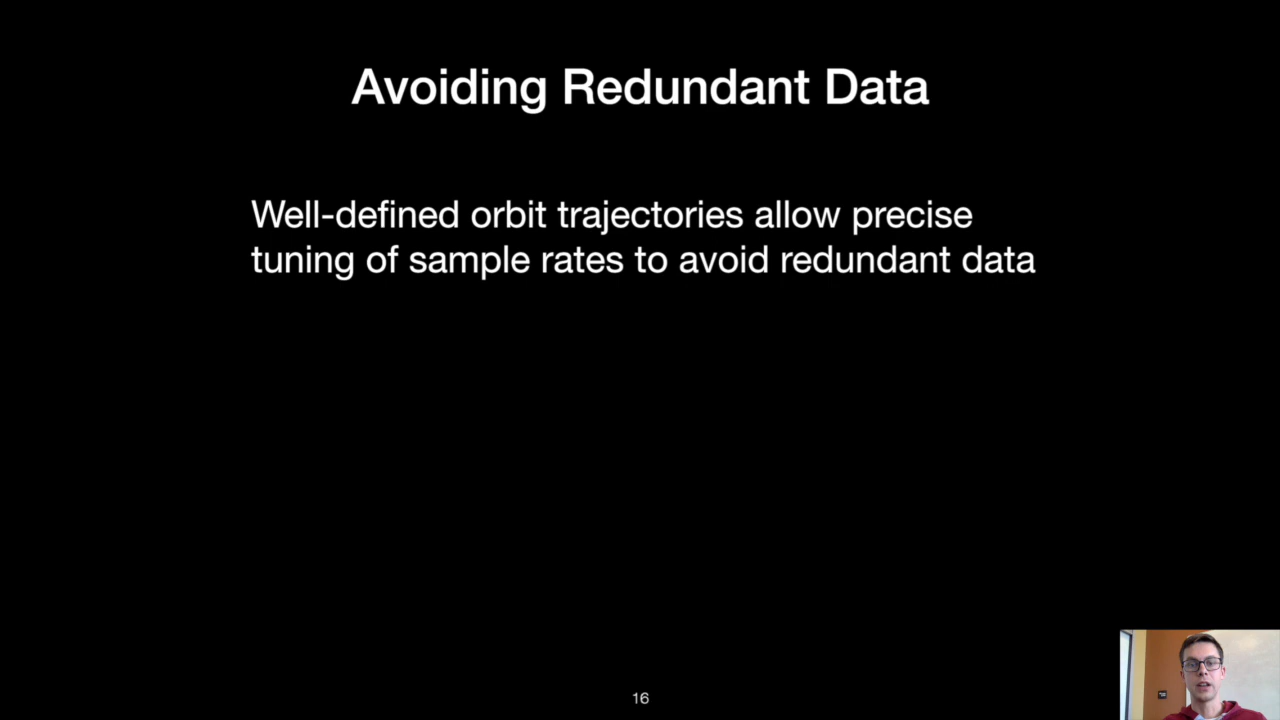 Avoiding Redundant Data
Well-defined orbit trajectories allow precise
tuning of sample rates to avoid redundant data
16